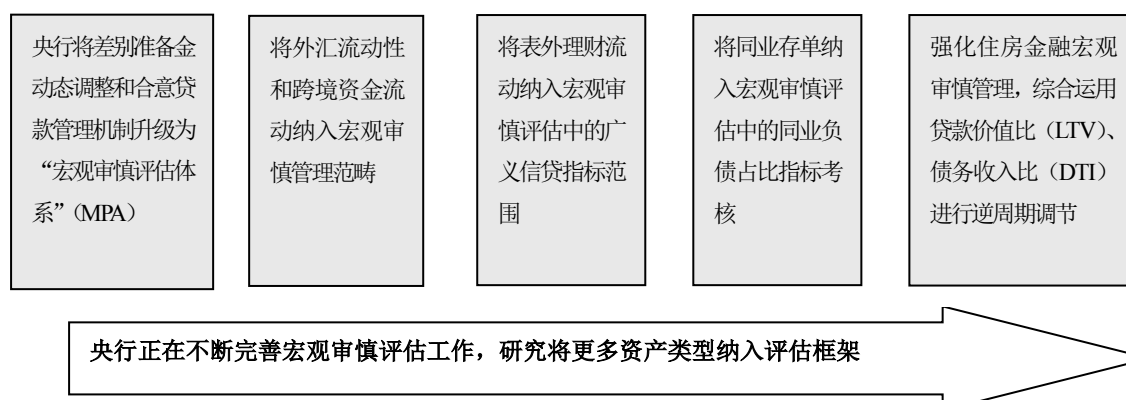 央行将差别准备金
动态调整和合意贷
款管理机制升级为
“宏观审慎评估体
系”（MPA）
将外汇流动性
和跨境资金流
动纳入宏观审
慎管理范畴
将表外理财流
动纳入宏观审
慎评估中的广
义信贷指标范
围
将同业存单纳
入宏观审慎评
估中的同业负
债占比指标考
核
强化住房金融宏观
审慎管理，综合运用
贷款价值比（LTV）、
债务收入比（DTI）
进行逆周期调节
央行正在不断完善宏观审慎评估工作，研究将更多资产类型纳入评估框架